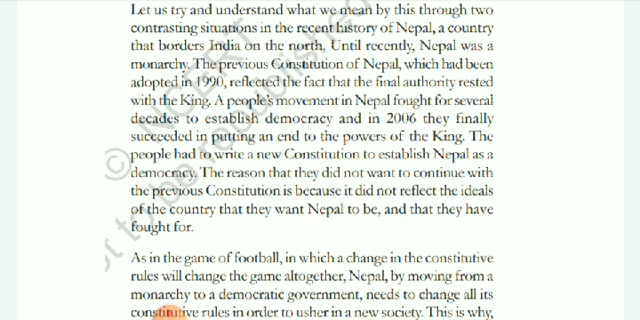 Let us try and understand what we mean by this through two
contrasting situations in the recent history of Nepal, a country
that borders India on the north. Until recently, Nepal was a
monarchy. The previous Constitution of Nepal, which had been
adopted in 1990, reflected the fact that the final authority rested
with the King. A people's movement in Nepal fought for several
decades to establish democracy and in 2006 they finally
succeeded in putting an end to the powers of the King. The
people had to write a new Constitution to establish Nepal as a
democracy. The reason that they did not want to continue with
the previous Constitution is because it did not reflect the ideals
of the country that they want Nepal to be, and that they have
fought for.
As in the game of football, in which a change in the constitutive
rules will change the game altogether, Nepal, by moving from a
monarchy to a democratic government, needs to change all its
constitutive rules in order to usher in a new society. This is why,
© NCERT
not to be republished